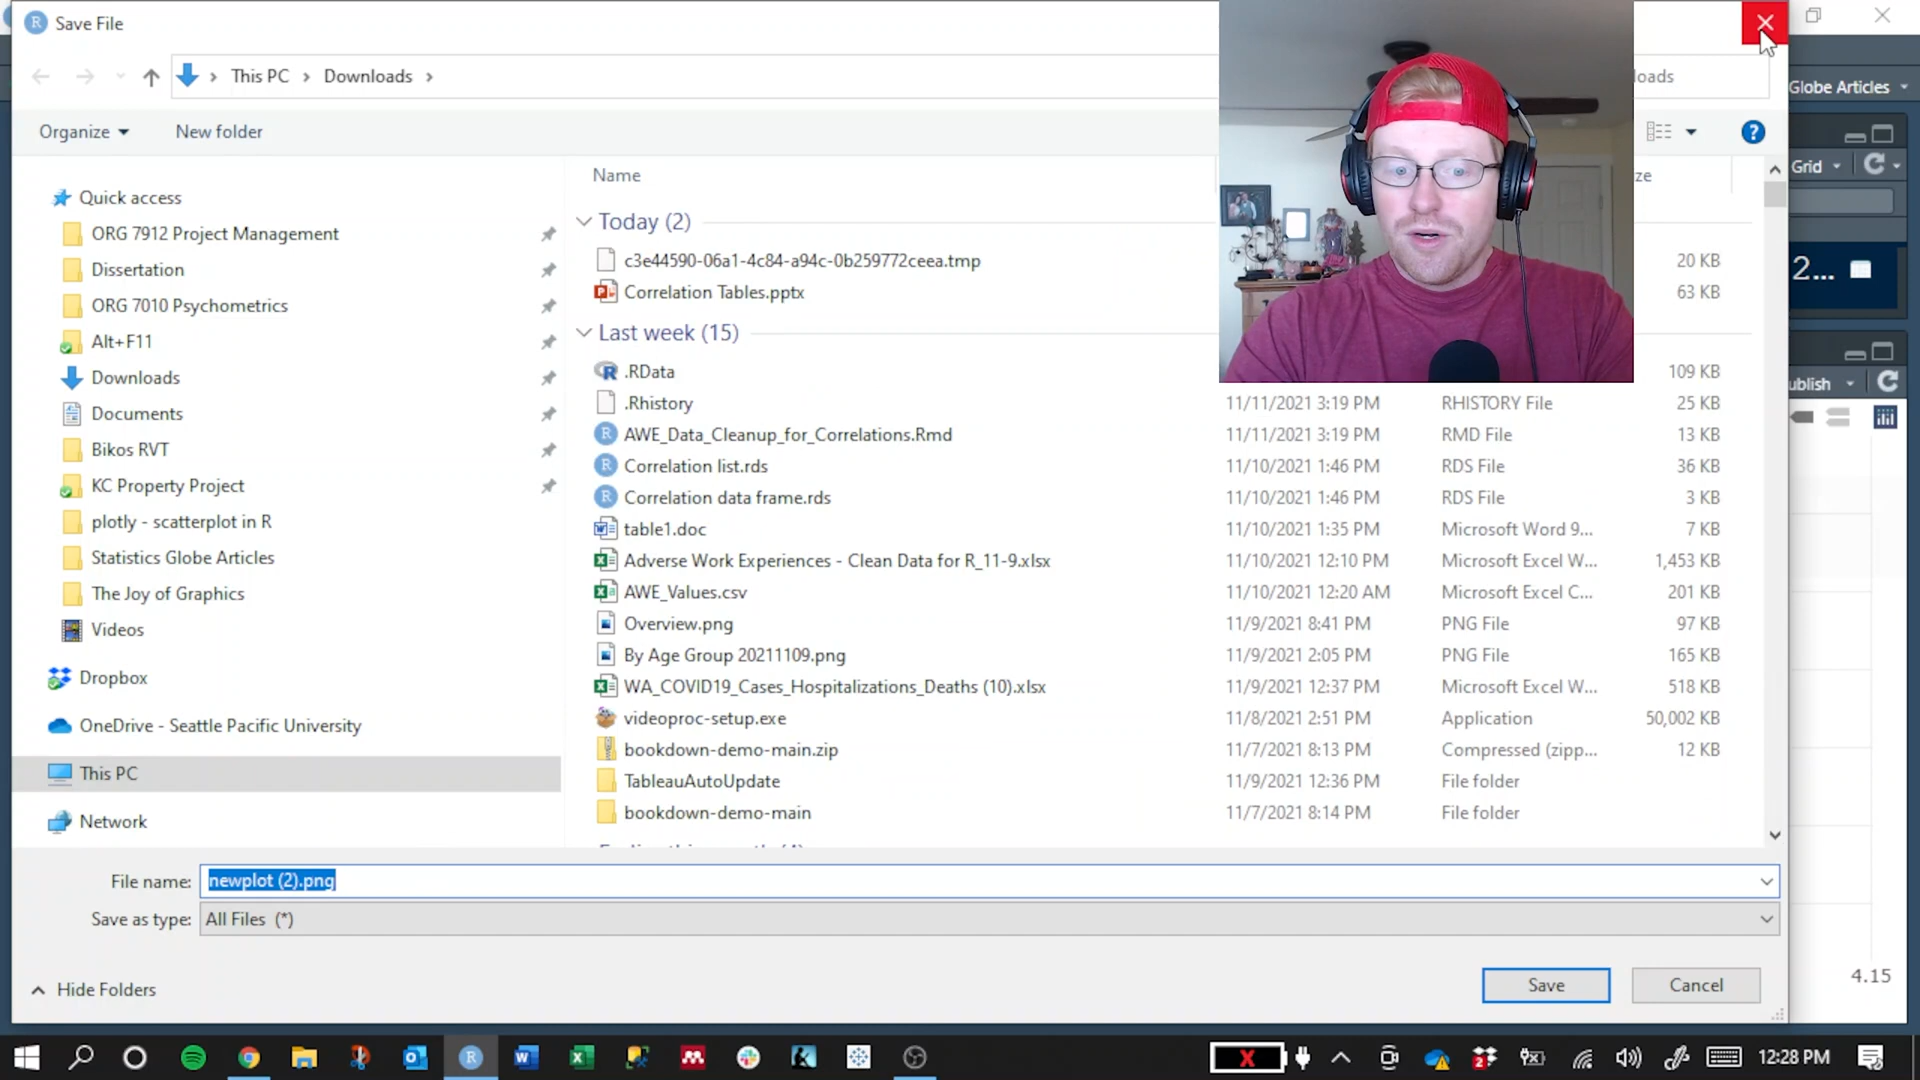 Save File
This PC > Downloads >
loads
Globe Articles
Organize
New folder
Grid
Name
ze
Quick access
ORG 7912 Project Management
Dissertation
ORG 7010 Psychometrics
Alt+F11
Downloads
Documents
Bikos RVT
KC Property Project
plotly - scatterplot in R
Statistics Globe Articles
The Joy of Graphics
Videos
Dropbox
OneDrive - Seattle Pacific University
This PC
Network
Today (2)
c3e44590-06a1-4c84-a94c-0b259772ceea.tmp 20 KB
Correlation Tables.pptx 63 KB
Last week (15)
.RData 109 KB
.Rhistory 11/11/2021 3:19 PM RHISTORY File 25 KB
AWE_Data_Cleanup_for_Correlations.Rmd 11/11/2021 3:19 PM RMD File 13 KB
Correlation list.rds 11/10/2021 1:46 PM RDS File 36 KB
Correlation data frame.rds 11/10/2021 1:46 PM RDS File 3 KB
table1.doc 11/10/2021 1:35 PM Microsoft Word 9... 7 KB
Adverse Work Experiences - Clean Data for R_11-9.xlsx 11/10/2021 12:10 PM Microsoft Excel W... 1,453 KB
AWE_Values.csv 11/10/2021 12:20 AM Microsoft Excel C... 201 KB
Overview.png 11/9/2021 8:41 PM PNG File 97 KB
By Age Group 20211109.png 11/9/2021 2:05 PM PNG File 165 KB
WA_COVID19_Cases_Hospitalizations_Deaths (10).xlsx 11/9/2021 12:37 PM Microsoft Excel W... 518 KB
videoproc-setup.exe 11/8/2021 2:51 PM Application 50,002 KB
bookdown-demo-main.zip 11/7/2021 8:13 PM Compressed (zipp... 12 KB
TableauAutoUpdate 11/9/2021 12:36 PM File folder
bookdown-demo-main 11/7/2021 8:14 PM File folder
2...
ublish
4.15
File name: newplot (2).png
Save as type: All Files (*)
Hide Folders
Save
Cancel
12:28 PM